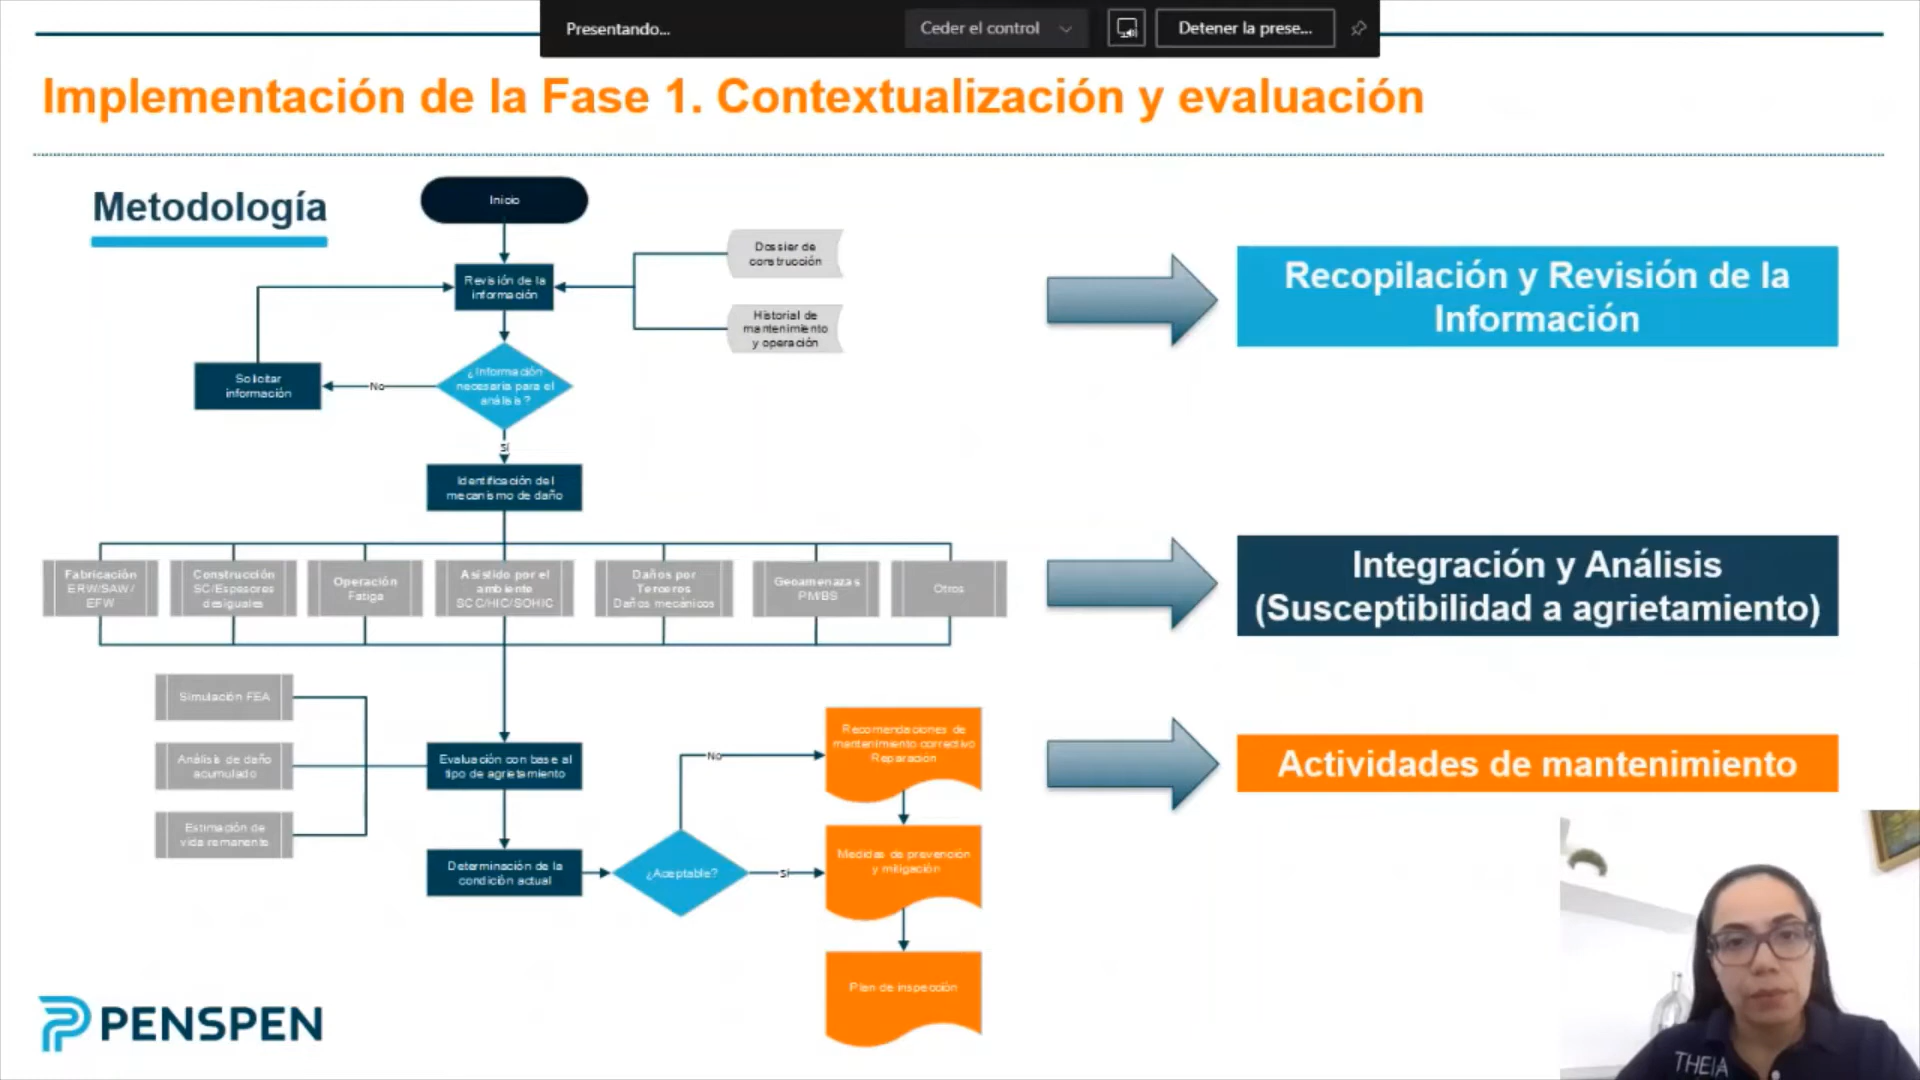 Presentando...
Ceder el control
Detener la prese...
Implementación de la Fase 1. Contextualización y evaluación
Metodología
Inicio
Revisión de la
información
Dossier de
construcción
Historial de
mantenimiento
y operación
¿Información
necesaria para el
análisis?
No
Solicitar
información
Sí
Identificación del
mecanismo de daño
Fabricación
ERW/SAW/
EFW
Construcción
SC/Espesores
desiguales
Operación
Fatiga
Asistido por el
ambiente
SCC/HIC/SOHIC
Daños por
Terceros
Daños mecánicos
Geoamenazas
PM/BS
Otros
Simulación FEA
Análisis de daño
acumulado
Estimación de
vida remanente
Evaluación con base al
tipo de agrietamiento
Determinación de la
condición actual
¿Aceptable?
No
Sí
Recomendaciones de
mantenimiento correctivo
Reparación
Medidas de prevención
y mitigación
Plan de inspección
Recopilación y Revisión de la
Información
Integración y Análisis
(Susceptibilidad a agrietamiento)
Actividades de mantenimiento
PENSPEN
THEIA